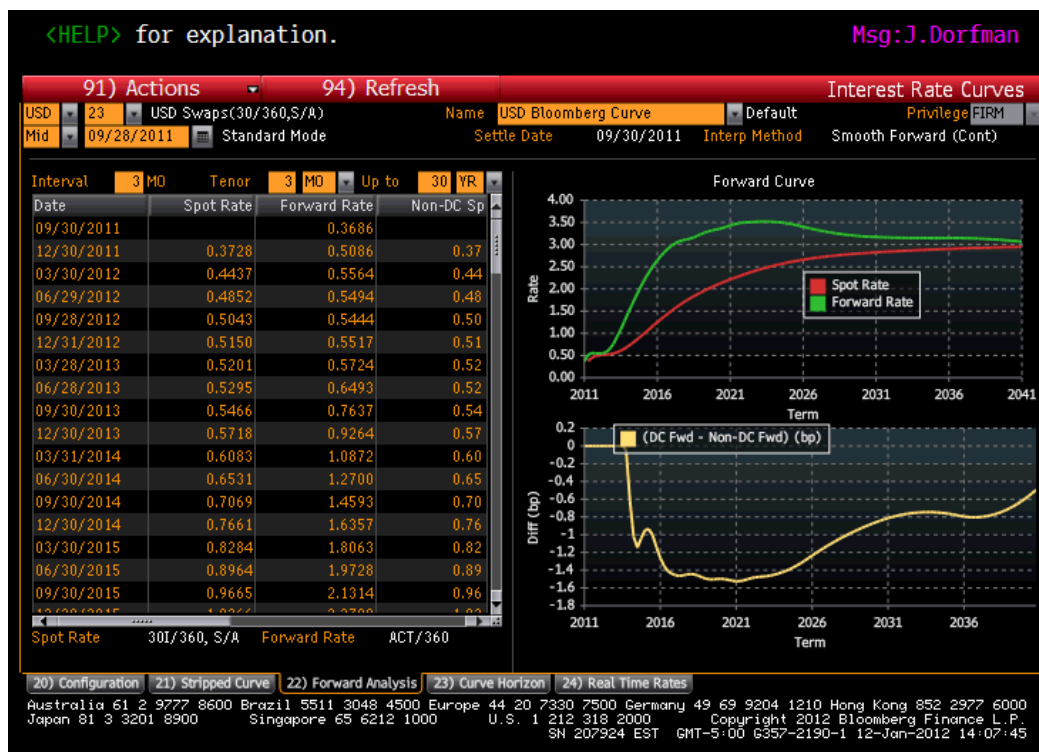 <HELP> for explanation. Msg:J.Dorfman
91) Actions 94) Refresh Interest Rate Curves
USD 23 USD Swaps(30/360,S/A) Name USD Bloomberg Curve Default Privilege FIRM
Mid 09/28/2011 Standard Mode Settle Date 09/30/2011 Interp Method Smooth Forward (Cont)
Interval 3 MO Tenor 3 MO Up to 30 YR
Date Spot Rate Forward Rate Non-DC Sp
09/30/2011 0.3686
12/30/2011 0.3728 0.5086 0.37
03/30/2012 0.4437 0.5564 0.44
06/29/2012 0.4852 0.5494 0.48
09/28/2012 0.5043 0.5444 0.50
12/31/2012 0.5150 0.5517 0.51
03/28/2013 0.5201 0.5724 0.52
06/28/2013 0.5295 0.6493 0.52
09/30/2013 0.5466 0.7637 0.54
12/30/2013 0.5718 0.9264 0.57
03/31/2014 0.6083 1.0872 0.60
06/30/2014 0.6531 1.2700 0.65
09/30/2014 0.7069 1.4593 0.70
12/30/2014 0.7661 1.6357 0.76
03/30/2015 0.8284 1.8063 0.82
06/30/2015 0.8964 1.9728 0.89
09/30/2015 0.9665 2.1314 0.96
Spot Rate 30I/360, S/A Forward Rate ACT/360
Forward Curve
4.00
3.50
3.00
2.50
2.00
1.50
1.00
0.50
0.00
Rate
Spot Rate
Forward Rate
2011 2016 2021 2026 2031 2036 2041
Term
(DC Fwd - Non-DC Fwd) (bp)
0.2
0
-0.2
-0.4
-0.6
-0.8
-1
-1.2
-1.4
-1.6
-1.8
Diff (bp)
2011 2016 2021 2026 2031 2036
Term
20) Configuration 21) Stripped Curve 22) Forward Analysis 23) Curve Horizon 24) Real Time Rates
Australia 61 2 9777 8600 Brazil 5511 3048 4500 Europe 44 20 7330 7500 Germany 49 69 9204 1210 Hong Kong 852 2977 6000
Japan 81 3 3201 8900 Singapore 65 6212 1000 U.S. 1 212 318 2000 Copyright 2012 Bloomberg Finance L.P.
SN 207924 EST GMT-5:00 G357-2190-1 12-Jan-2012 14:07:45